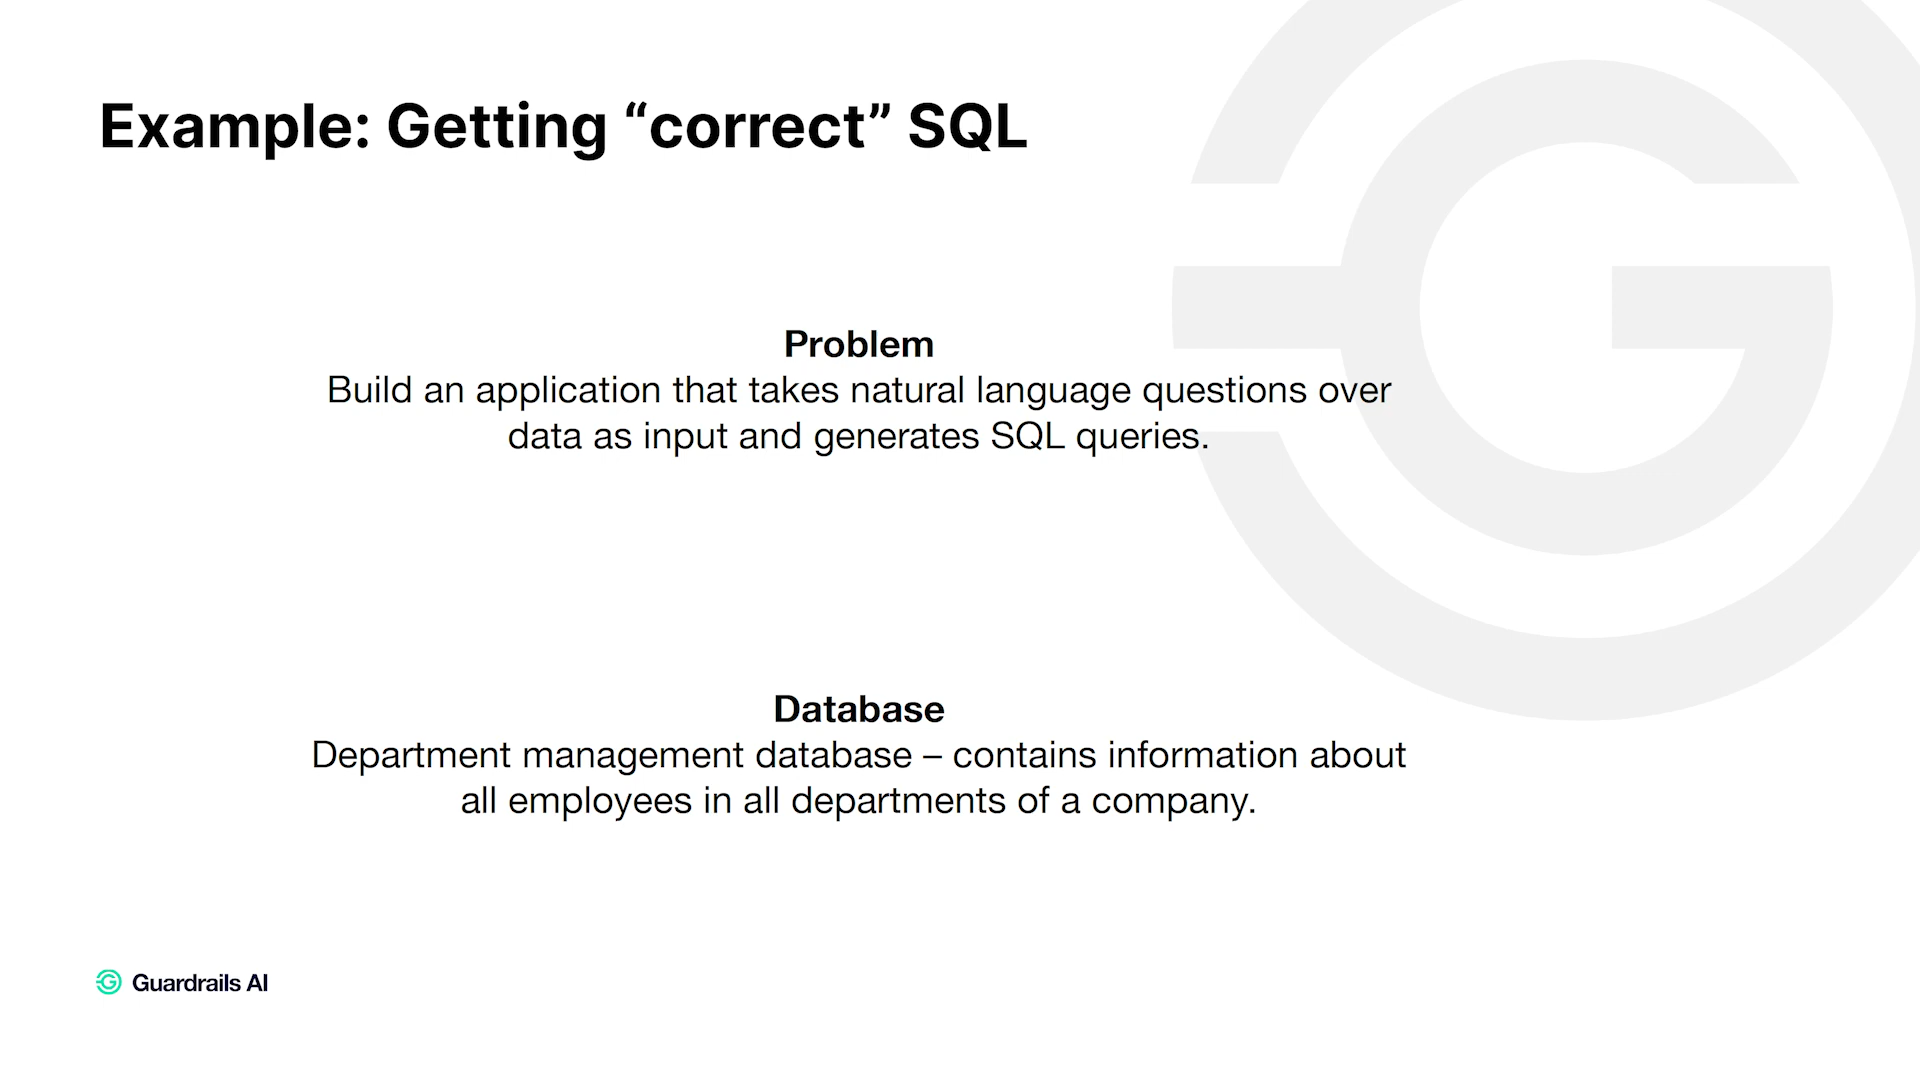 Example: Getting “correct” SQL
Problem
Build an application that takes natural language questions over
data as input and generates SQL queries.
Database
Department management database – contains information about
all employees in all departments of a company.
Guardrails AI